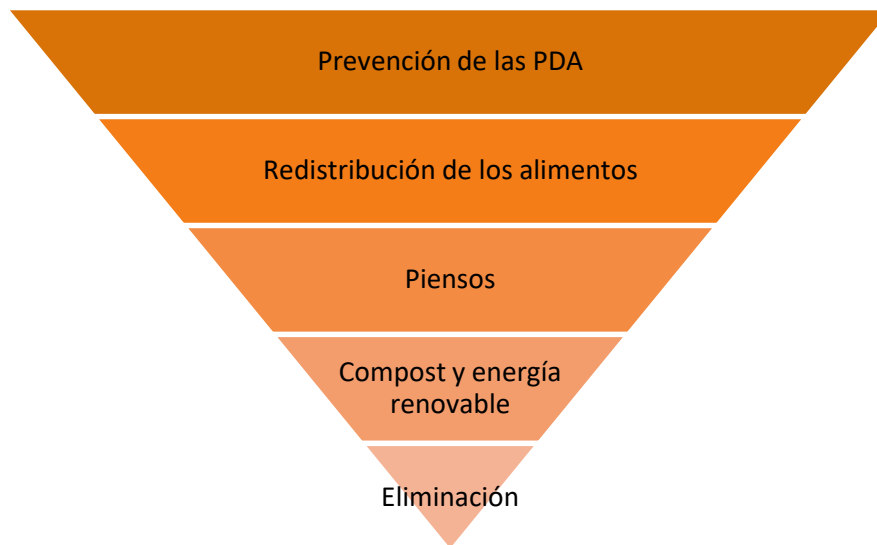 Prevención de las PDA
Redistribución de los alimentos
Piensos
Compost y energía
renovable
Eliminación